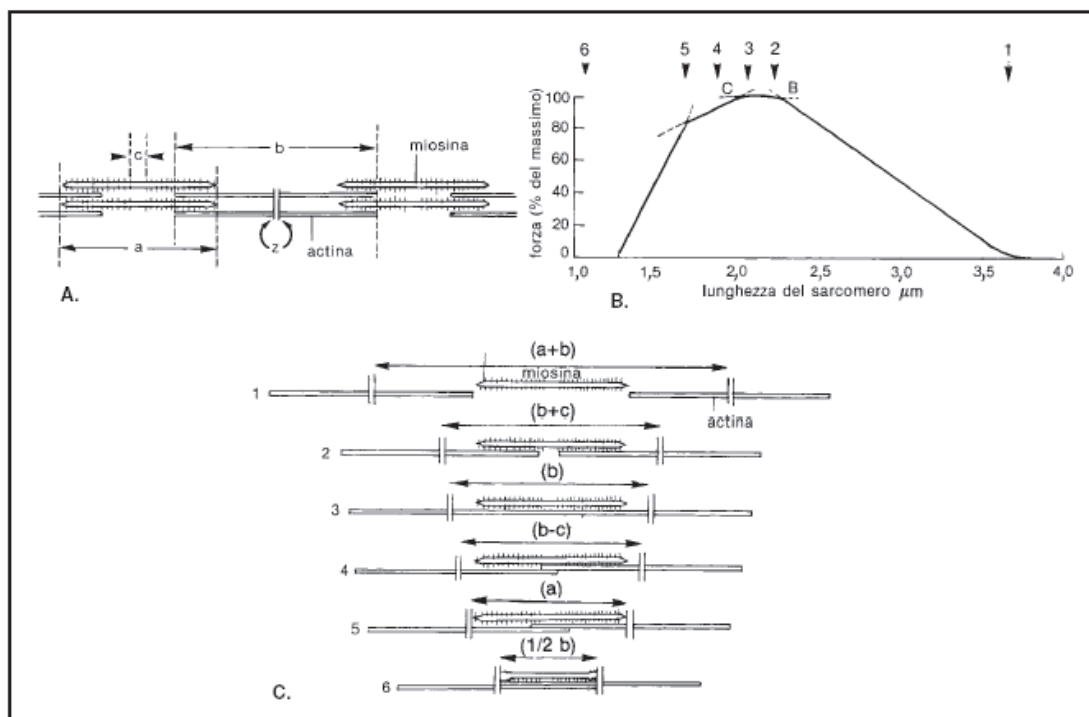 c
b
miosina
a
z
actina
A.
6 5 4 3 2 1
C B
100
80
60
40
20
0
forza (% del massimo)
1,0 1,5 2,0 2,5 3,0 3,5 4,0
lunghezza del sarcomero µm
B.
(a+b)
miosina
1
actina
(b+c)
2
(b)
3
(b-c)
4
(a)
5
(1/2 b)
6
C.